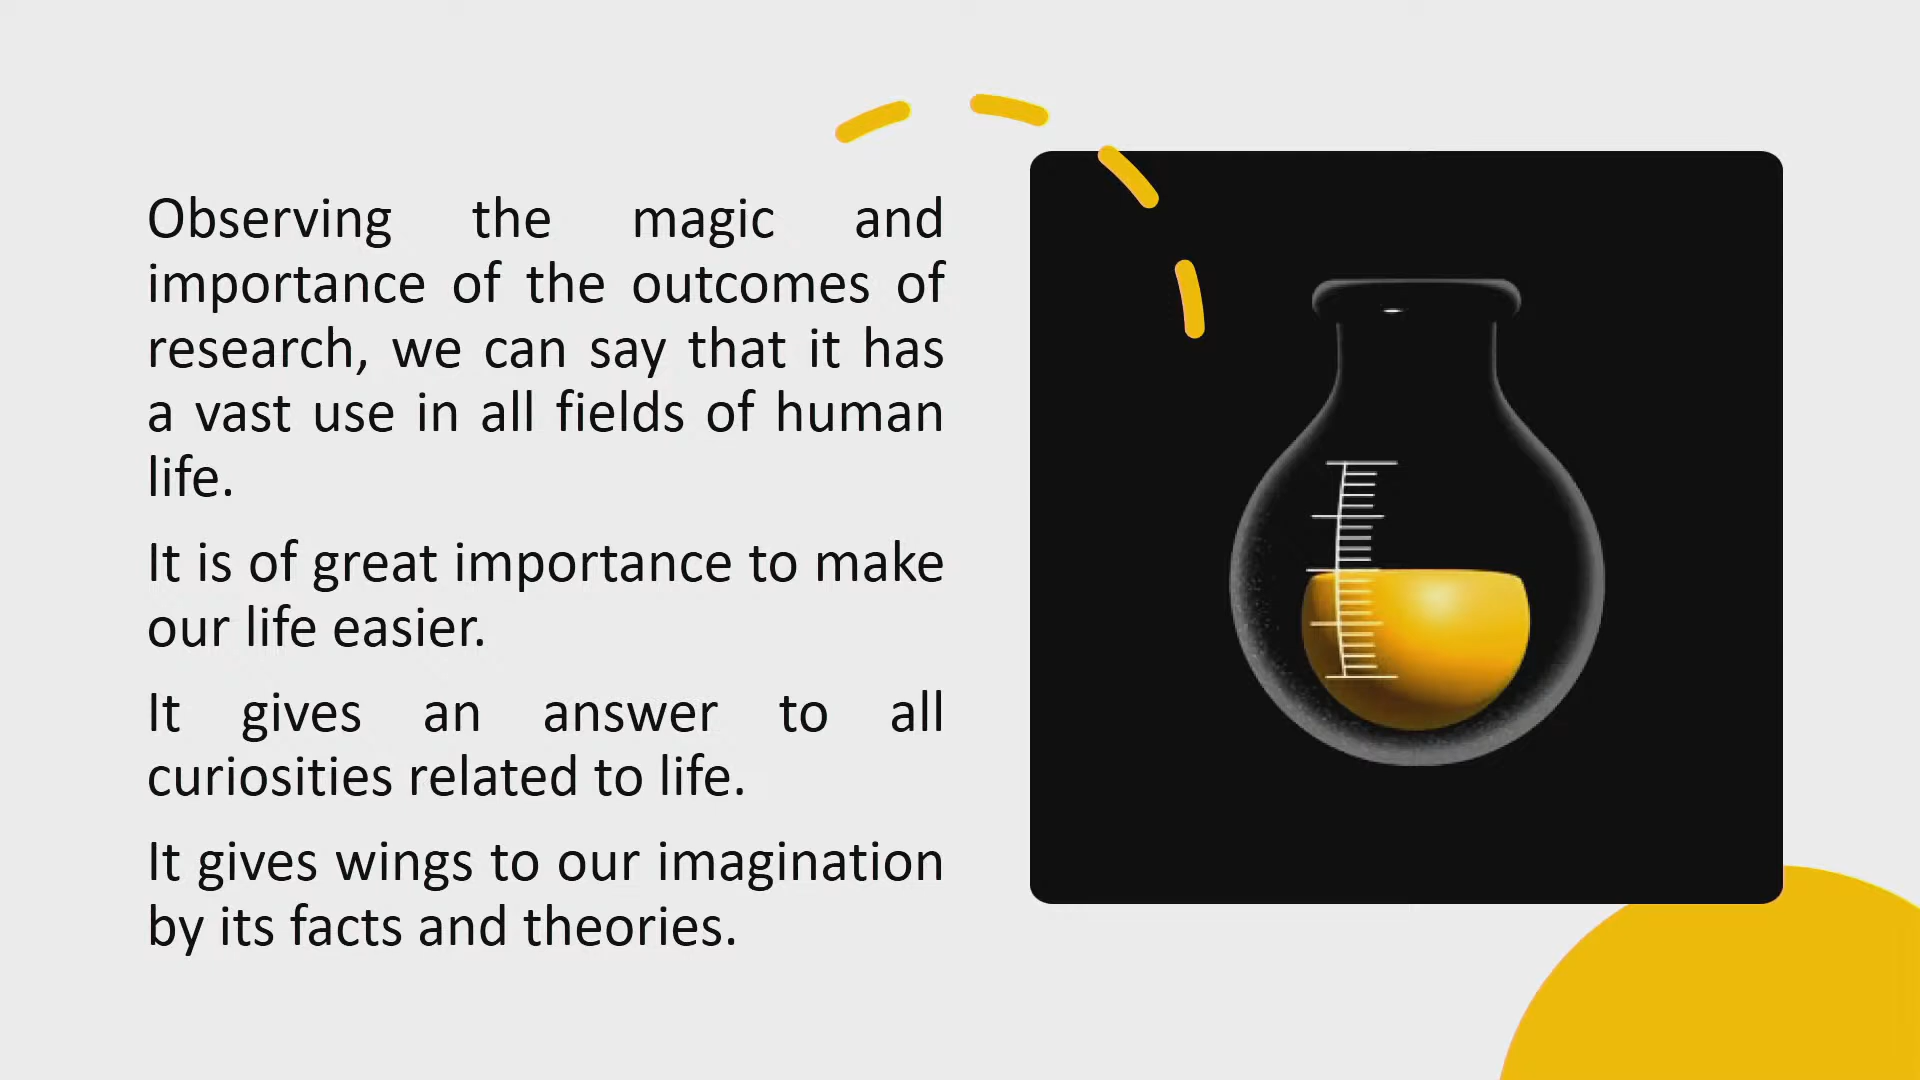 Observing the magic and
importance of the outcomes of
research, we can say that it has
a vast use in all fields of human
life.
It is of great importance to make
our life easier.
It gives an answer to all
curiosities related to life.
It gives wings to our imagination
by its facts and theories.